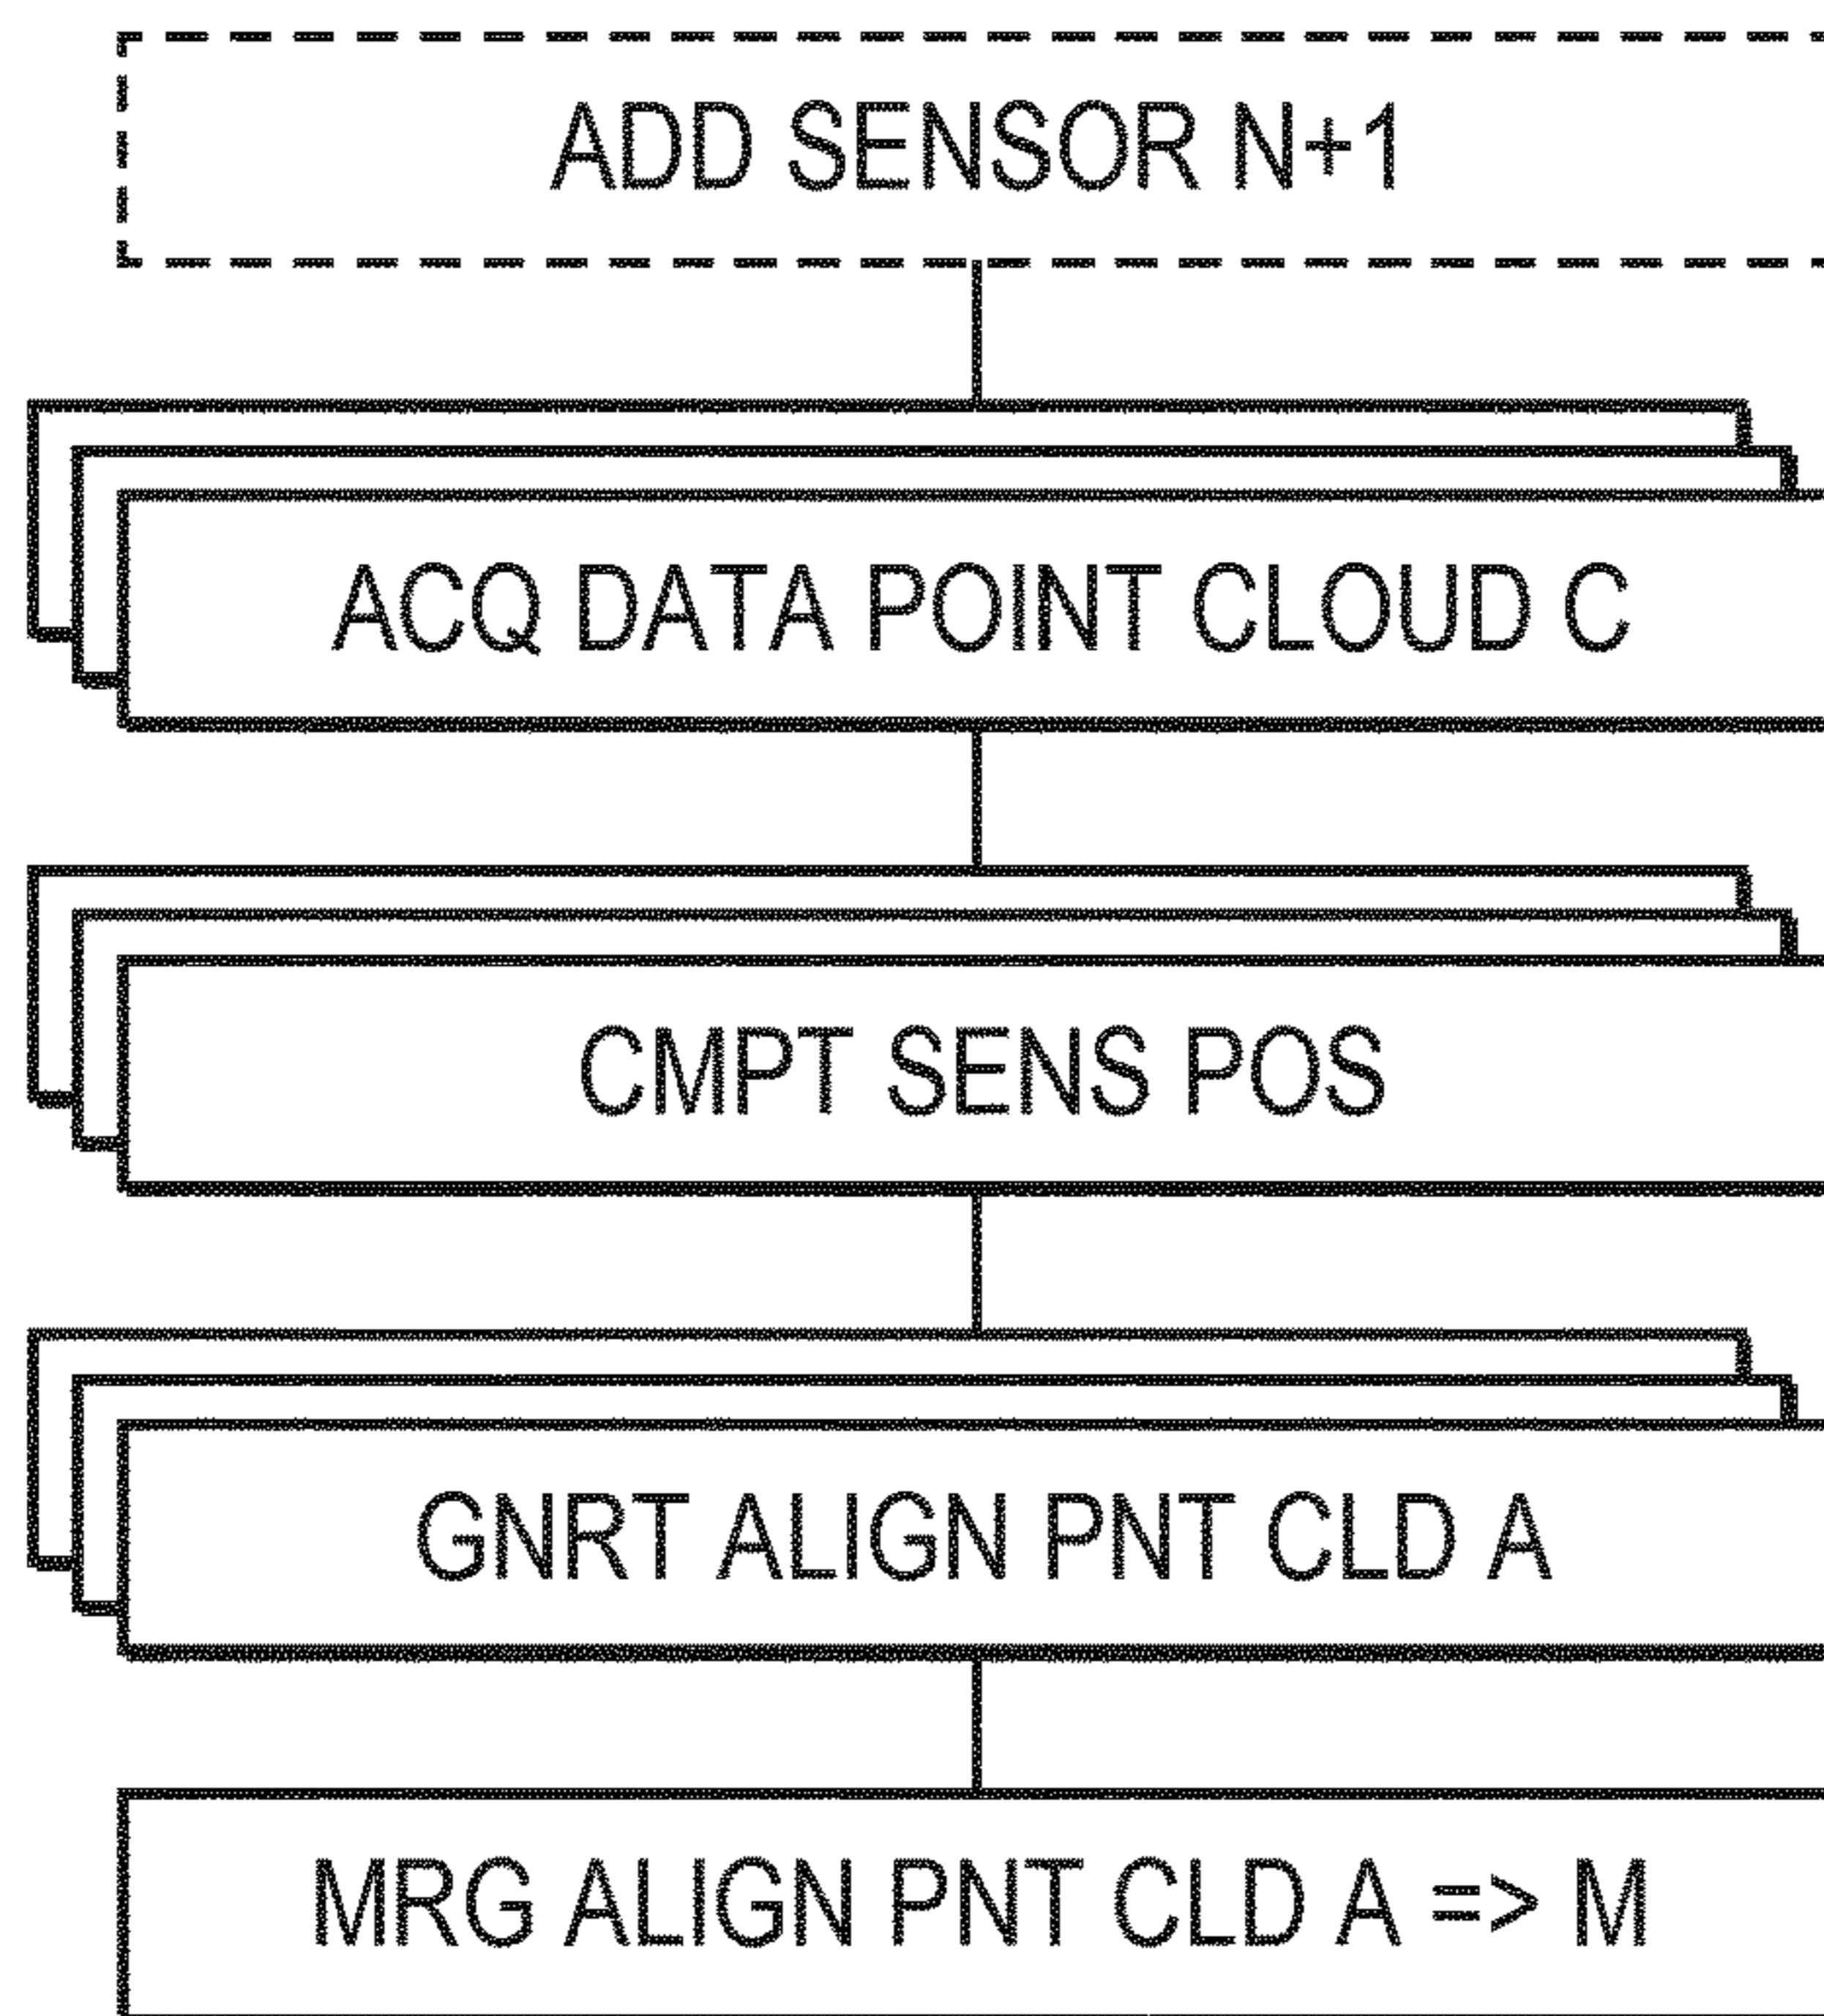 ADD SENSOR N+1
ACQ DATA POINT CLOUD C
CMPT SENS POS
GNRT ALIGN PNT CLD A
MRG ALIGN PNT CLD A => M